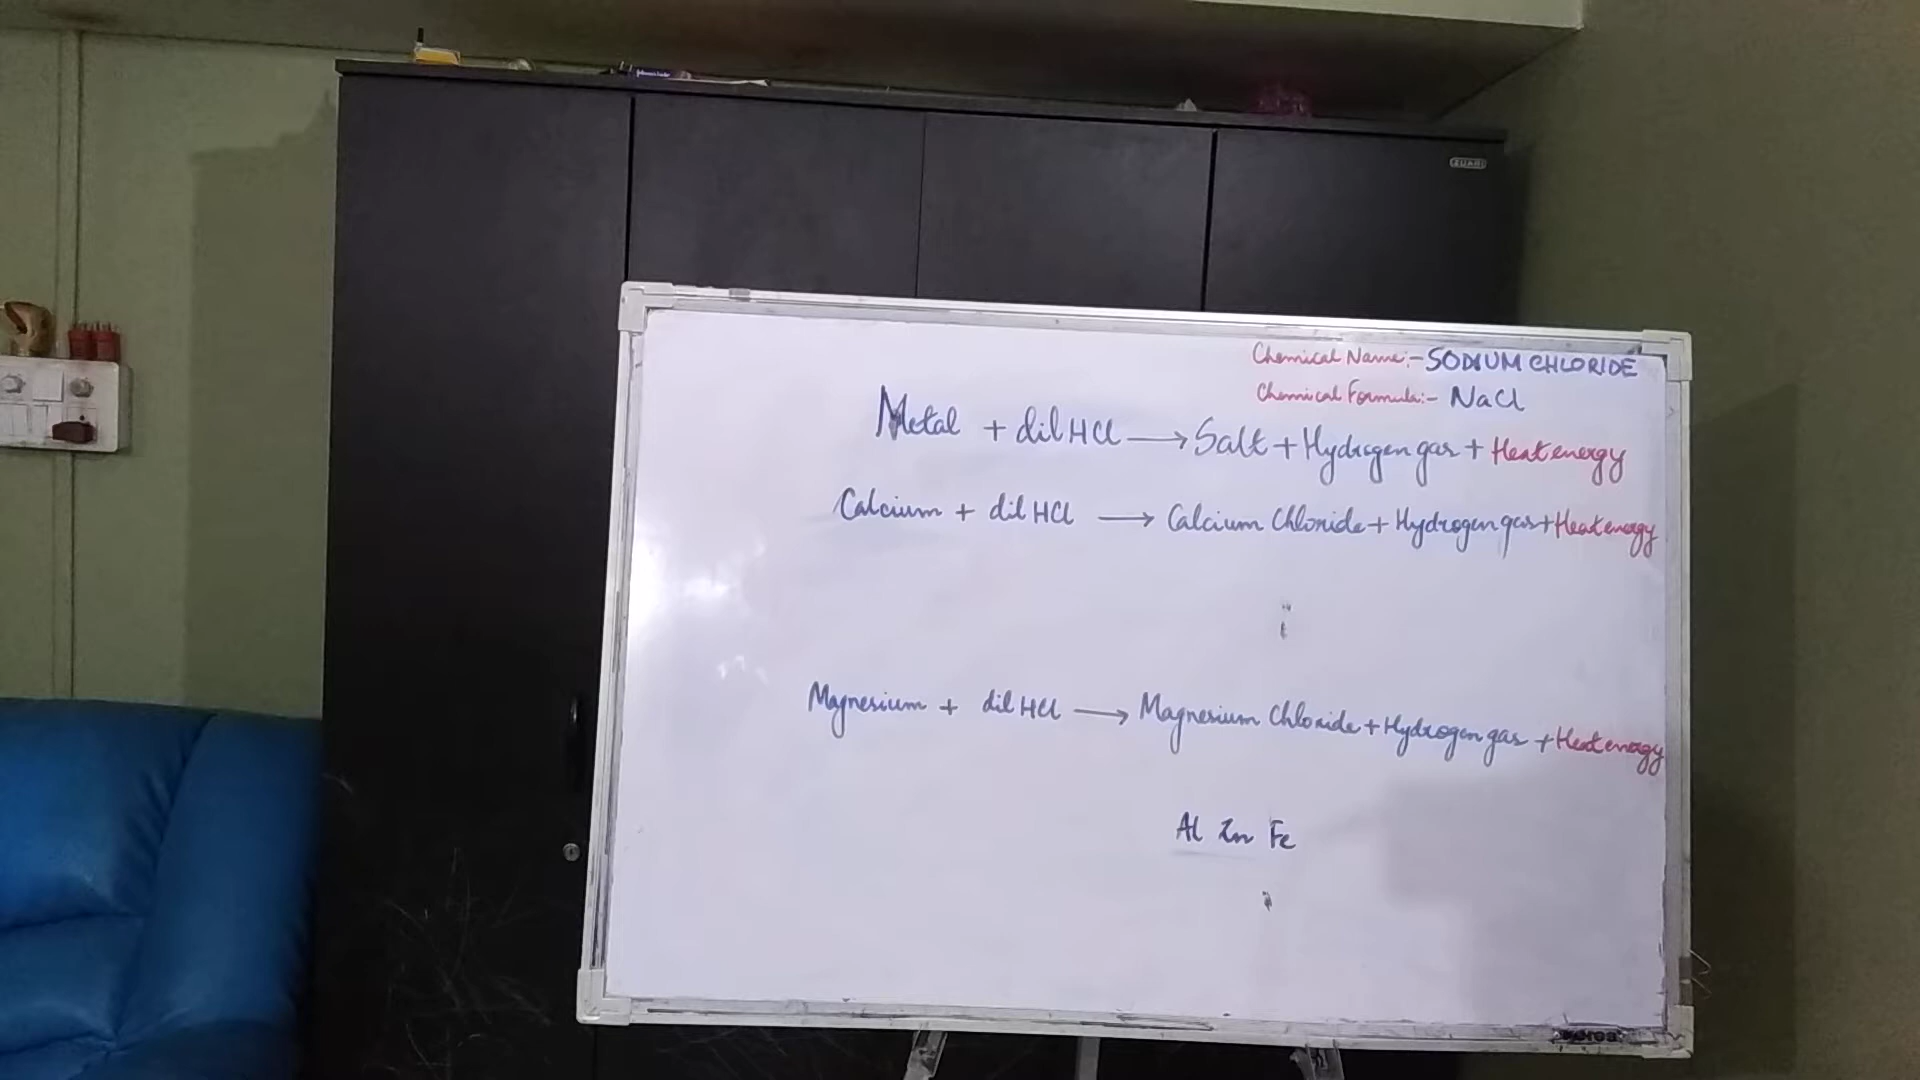 ZUARI
Chemical Name:- SODIUM CHLORIDE
Chemical Formula:- NaCl
Metal + dil HCl → Salt + Hydrogen gas + Heat energy
Calcium + dil HCl → Calcium Chloride + Hydrogen gas + Heat energy
Magnesium + dil HCl → Magnesium Chloride + Hydrogen gas + Heat energy
Al Zn Fe